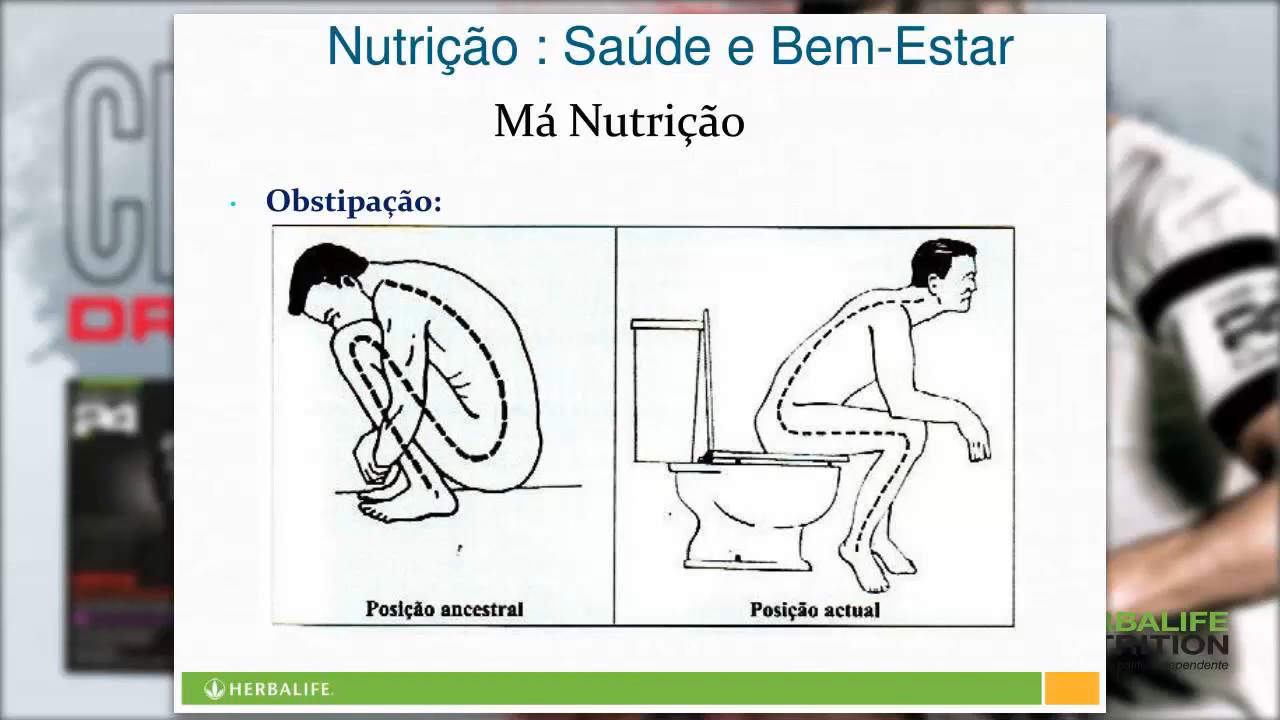 Nutrição : Saúde e Bem-Estar
Má Nutrição
Obstipação:
Posição ancestral
Posição actual
HERBALIFE